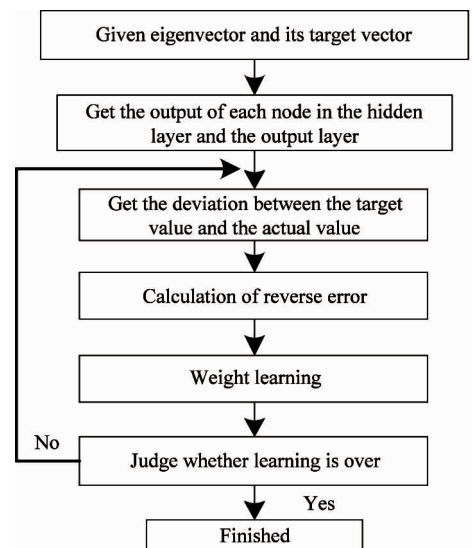 Given eigenvector and its target vector
Get the output of each node in the hidden
layer and the output layer
Get the deviation between the target
value and the actual value
Calculation of reverse error
Weight learning
No
Judge whether learning is over
Yes
Finished